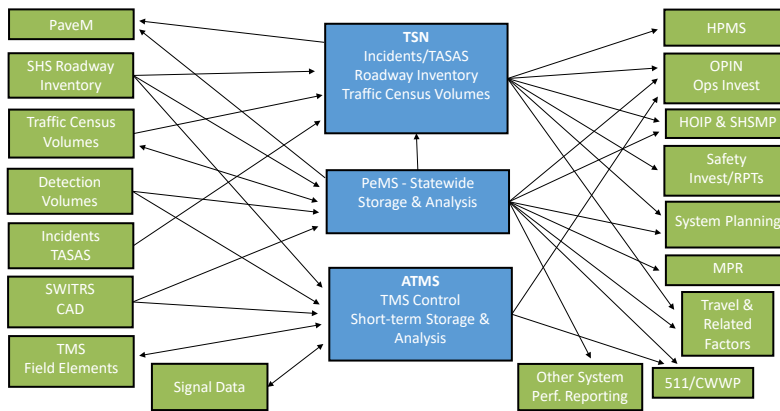 PaveM
SHS Roadway
Inventory
Traffic Census
Volumes
Detection
Volumes
Incidents
TASAS
SWITRS
CAD
TMS
Field Elements
Signal Data
TSN
Incidents/TASAS
Roadway Inventory
Traffic Census Volumes
PeMS - Statewide
Storage & Analysis
ATMS
TMS Control
Short-term Storage &
Analysis
HPMS
OPIN
Ops Invest
HOIP & SHSMP
Safety
Invest/RPTs
System Planning
MPR
Travel &
Related
Factors
Other System
Perf. Reporting
511/CWWP